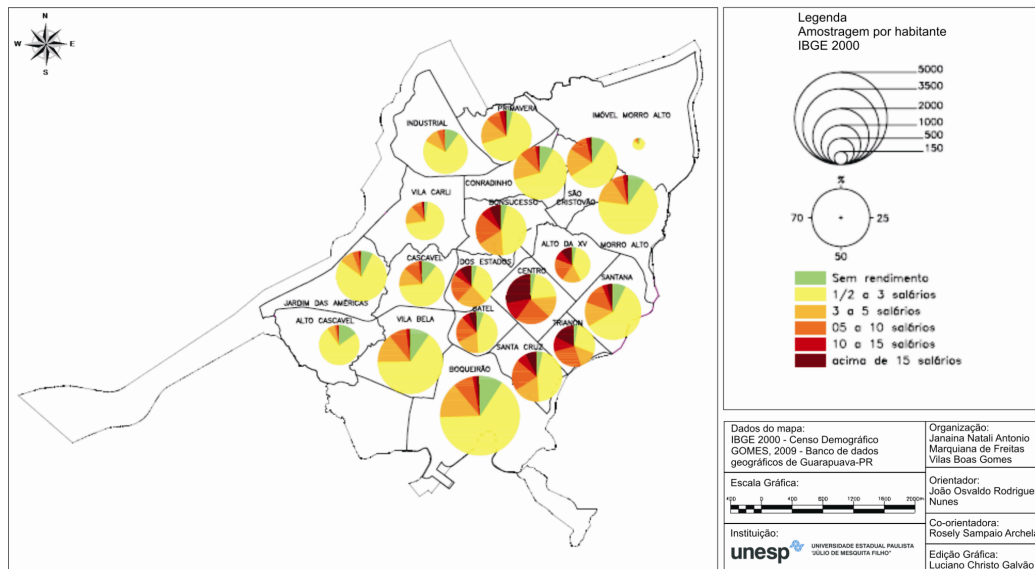 N
W E
S
PRIMAVERA
INDUSTRIAL
IMÓVEL MORRO ALTO
CONRADINHO
VILA CARLI
SÃO
CRISTOVÃO
BONSUCESSO
ALTO DA XV
MORRO ALTO
CASCAVEL
DOS ESTADOS
CENTRO
SANTANA
JARDIM DAS AMÉRICAS
BATEL
ALTO CASCAVEL
VILA BELA
TRIANON
SANTA CRUZ
BOQUEIRÃO
Legenda
Amostragem por habitante
IBGE 2000
5000
3500
2000
1000
500
150
%
70 25
50
Sem rendimento
1/2 a 3 salários
3 a 5 salários
05 a 10 salários
10 a 15 salários
acima de 15 salários
Dados do mapa:
IBGE 2000 - Censo Demográfico
GOMES, 2009 - Banco de dados
geográficos de Guarapuava-PR
Escala Gráfica:
400 0 400 800 1200 1600 2000m
Instituição:
unesp
UNIVERSIDADE ESTADUAL PAULISTA
"JÚLIO DE MESQUITA FILHO"
Organização:
Janaina Natali Antonio
Marquiana de Freitas
Vilas Boas Gomes
Orientador:
João Osvaldo Rodrigue
Nunes
Co-orientadora:
Rosely Sampaio Archela
Edição Gráfica:
Luciano Christo Galvão